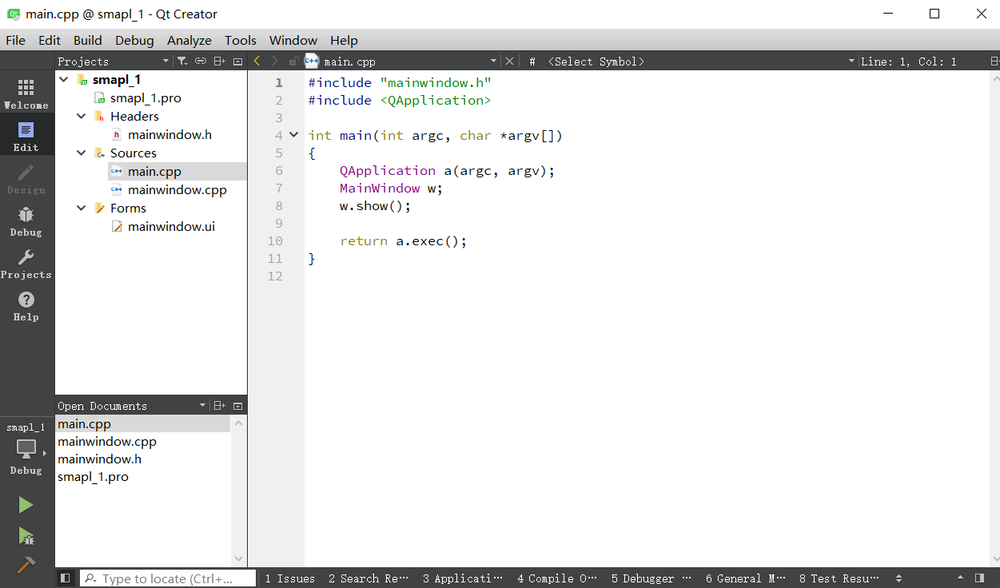 main.cpp @ smapl_1 - Qt Creator
File Edit Build Debug Analyze Tools Window Help
Projects main.cpp # <Select Symbol> Line: 1, Col: 1
Welcome
Edit
Design
Debug
Projects
Help
smapl_1
smapl_1.pro
Headers
mainwindow.h
Sources
main.cpp
mainwindow.cpp
Forms
mainwindow.ui
1 #include "mainwindow.h"
2 #include <QApplication>
3
4 int main(int argc, char *argv[])
5 {
6 QApplication a(argc, argv);
7 MainWindow w;
8 w.show();
9
10 return a.exec();
11 }
12
Open Documents
main.cpp
mainwindow.cpp
mainwindow.h
smapl_1.pro
smapl_1
Debug
Type to locate (Ctrl+... 1 Issues 2 Search Re… 3 Applicati… 4 Compile O… 5 Debugger … 6 General M… 8 Test Resu…